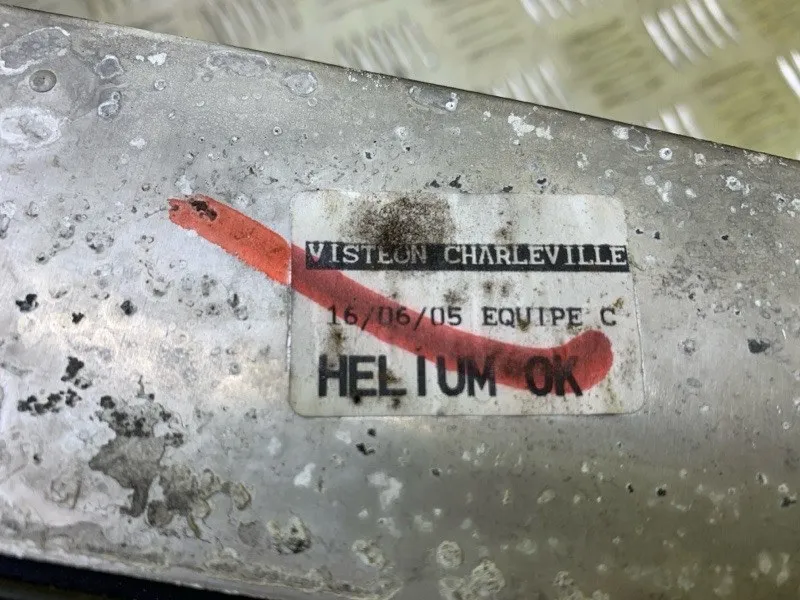 VISTEON CHARLEVILLE
16/06/05 EQUIPE C
HELIUM OK